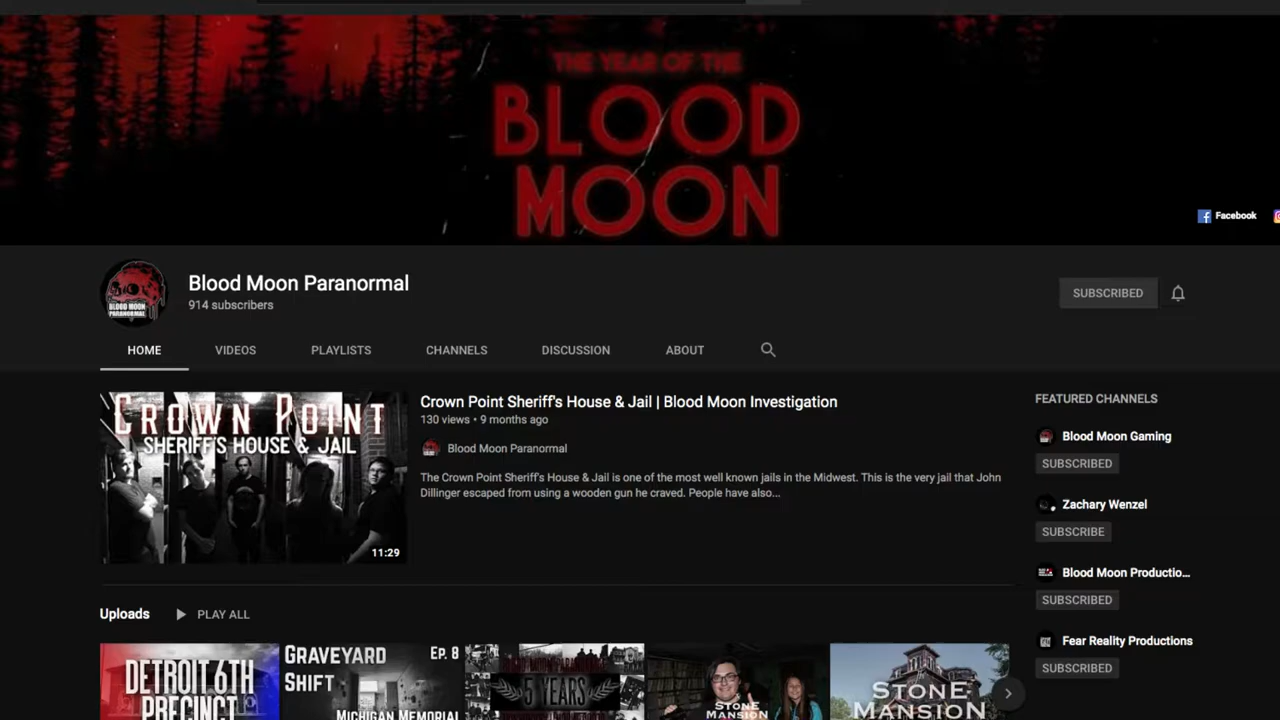 THE YEAR OF THE
BLOOD
MOON
Facebook
BLOOD MOON
PARANORMAL
Blood Moon Paranormal
914 subscribers
SUBSCRIBED
HOME
VIDEOS
PLAYLISTS
CHANNELS
DISCUSSION
ABOUT
CROWN POINT
SHERIFF'S HOUSE & JAIL
11:29
Crown Point Sheriff's House & Jail | Blood Moon Investigation
130 views • 9 months ago
Blood Moon Paranormal
The Crown Point Sheriff's House & Jail is one of the most well known jails in the Midwest. This is the very jail that John
Dillinger escaped from using a wooden gun he craved. People have also...
FEATURED CHANNELS
Blood Moon Gaming
SUBSCRIBED
Zachary Wenzel
SUBSCRIBE
Blood Moon Productio...
SUBSCRIBED
Fear Reality Productions
SUBSCRIBED
Uploads
PLAY ALL
DETROIT 6TH
PRECINCT
GRAVEYARD
SHIFT
EP. 8
MICHIGAN MEMORIAL
5 YEARS
STONE
MANSION
STONE
MANSION